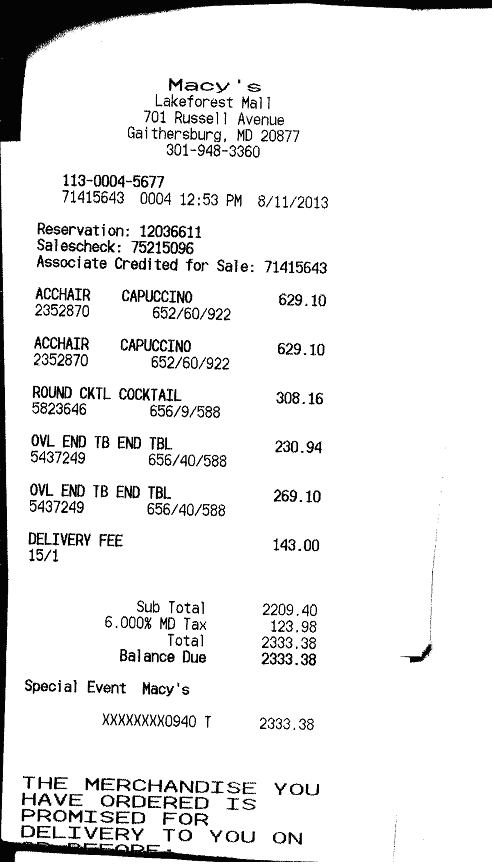 Macy's
Lakeforest Mall
701 Russell Avenue
Gaithersburg, MD 20877
301-948-3360
113-0004-5677
71415643 0004 12:53 PM 8/11/2013
Reservation: 12036611
Salescheck: 75215096
Associate Credited for Sale: 71415643
ACCHAIR CAPUCCINO 629.10
2352870 652/60/922
ACCHAIR CAPUCCINO 629.10
2352870 652/60/922
ROUND CKTL COCKTAIL 308.16
5823646 656/9/588
OVL END TB END TBL 230.94
5437249 656/40/588
OVL END TB END TBL 269.10
5437249 656/40/588
DELIVERY FEE 143.00
15/1
Sub Total 2209.40
6.000% MD Tax 123.98
Total 2333.38
Balance Due 2333.38
Special Event Macy's
XXXXXXXX0940 T 2333.38
THE MERCHANDISE YOU
HAVE ORDERED IS
PROMISED FOR
DELIVERY TO YOU ON
OR BEFORE: